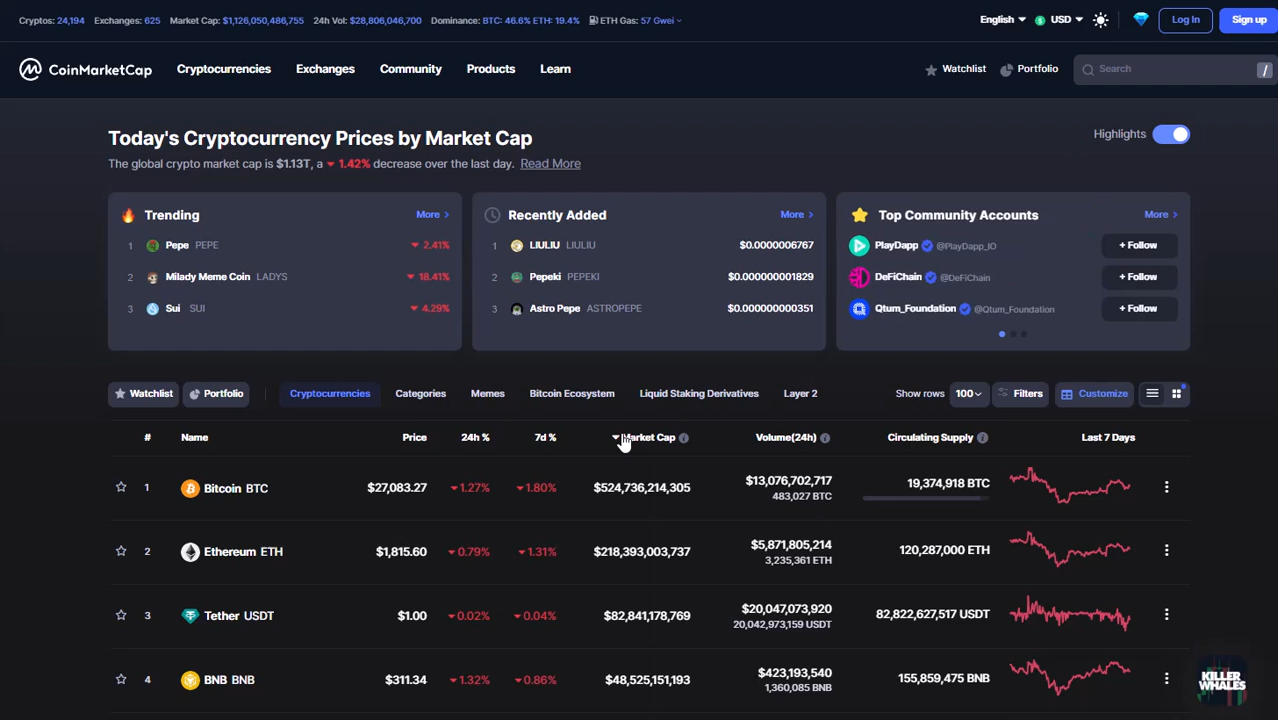 Cryptos: 24,194 Exchanges: 625 Market Cap: $1,126,050,486,755 24h Vol: $28,806,046,700 Dominance: BTC: 46.6% ETH: 19.4% ETH Gas: 57 Gwei English USD Log In Sign up
CoinMarketCap Cryptocurrencies Exchanges Community Products Learn Watchlist Portfolio Search /
Today's Cryptocurrency Prices by Market Cap Highlights
The global crypto market cap is $1.13T, a 1.42% decrease over the last day. Read More
Trending More >
1 Pepe PEPE 2.41%
2 Milady Meme Coin LADYS 18.41%
3 Sui SUI 4.29%
Recently Added More >
1 LIULIU LIULIU $0.0000006767
2 Pepeki PEPEKI $0.000000001829
3 Astro Pepe ASTROPEPE $0.000000000351
Top Community Accounts More >
PlayDapp @PlayDapp_IO + Follow
DeFiChain @DeFiChain + Follow
Qtum_Foundation @Qtum_Foundation + Follow
Watchlist Portfolio Cryptocurrencies Categories Memes Bitcoin Ecosystem Liquid Staking Derivatives Layer 2 Show rows 100 Filters Customize
# Name Price 24h % 7d % Market Cap Volume(24h) Circulating Supply Last 7 Days
1 Bitcoin BTC $27,083.27 1.27% 1.80% $524,736,214,305 $13,076,702,717 19,374,918 BTC
483,027 BTC
2 Ethereum ETH $1,815.60 0.79% 1.31% $218,393,003,737 $5,871,805,214 120,287,000 ETH
3,235,361 ETH
3 Tether USDT $1.00 0.02% 0.04% $82,841,178,769 $20,047,073,920 82,822,627,517 USDT
20,042,973,159 USDT
4 BNB BNB $311.34 1.32% 0.86% $48,525,151,193 $423,193,540 155,859,475 BNB
1,360,085 BNB
KILLER
WHALES